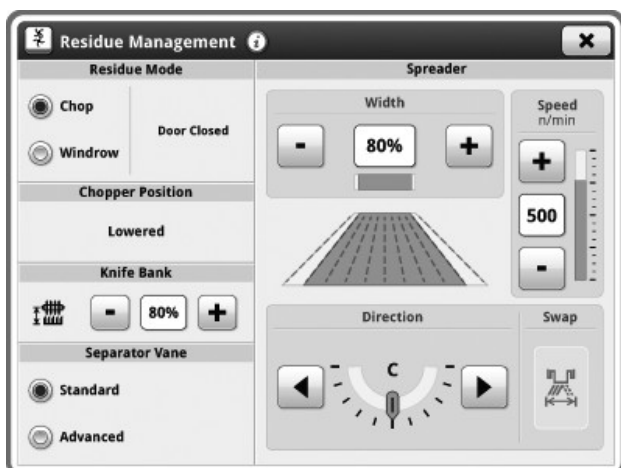 Residue Management
Residue Mode
Chop
Windrow
Door Closed
Chopper Position
Lowered
Knife Bank
- 80% +
Separator Vane
Standard
Advanced
Spreader
Width
- 80% +
Speed
n/min
+
500
-
Direction
C
Swap